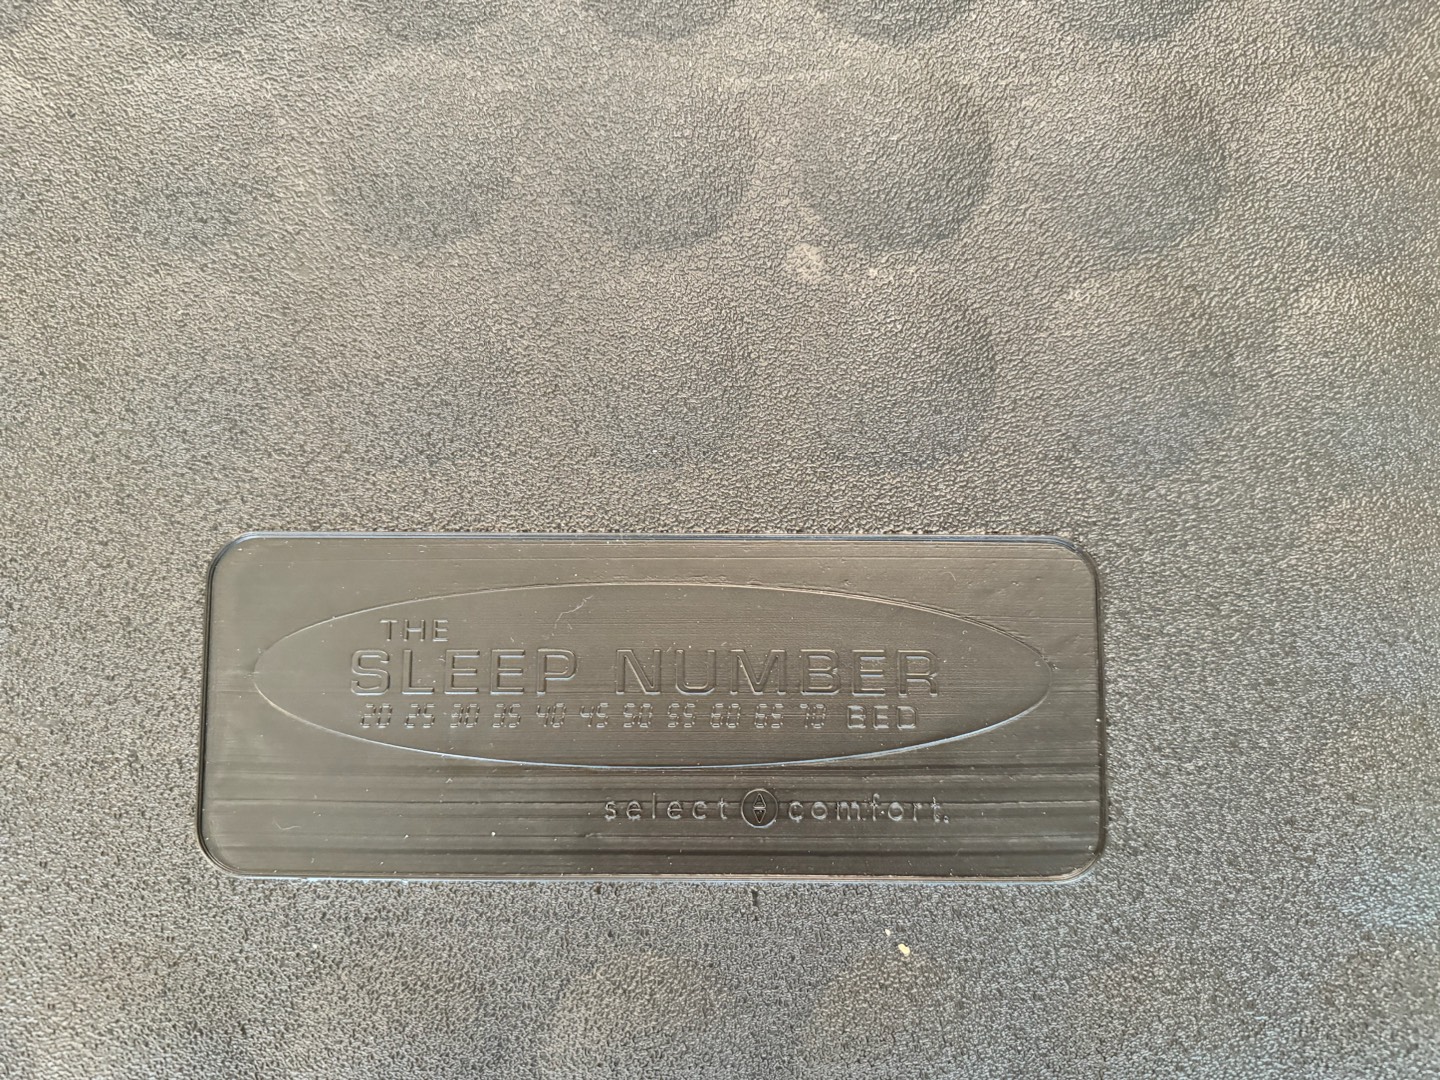 THE
SLEEP NUMBER
20 25 30 35 40 45 50 55 60 65 70 BED
select comfort.